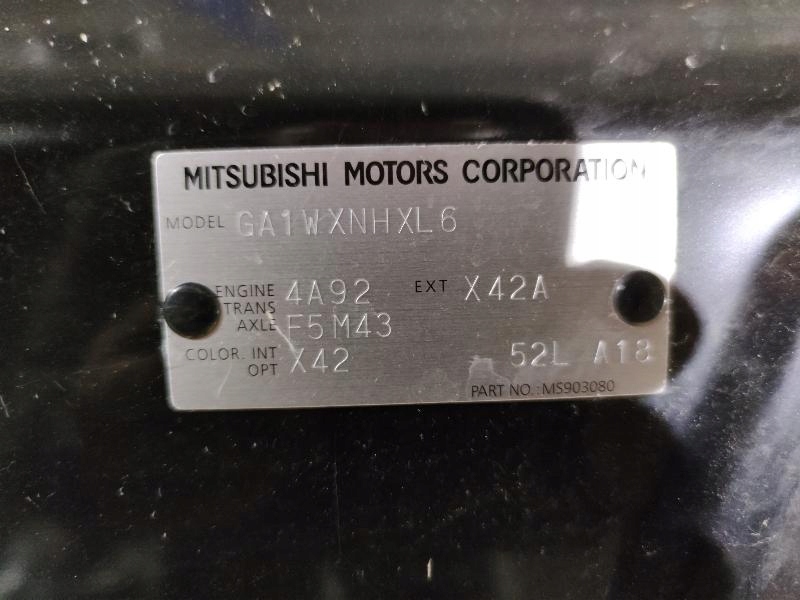 MITSUBISHI MOTORS CORPORATION
MODEL GA1WXNHXL6
ENGINE 4A92 EXT X42A
TRANS
AXLE F5M43
COLOR. INT X42 52L A18
OPT
PART NO.: MS903080